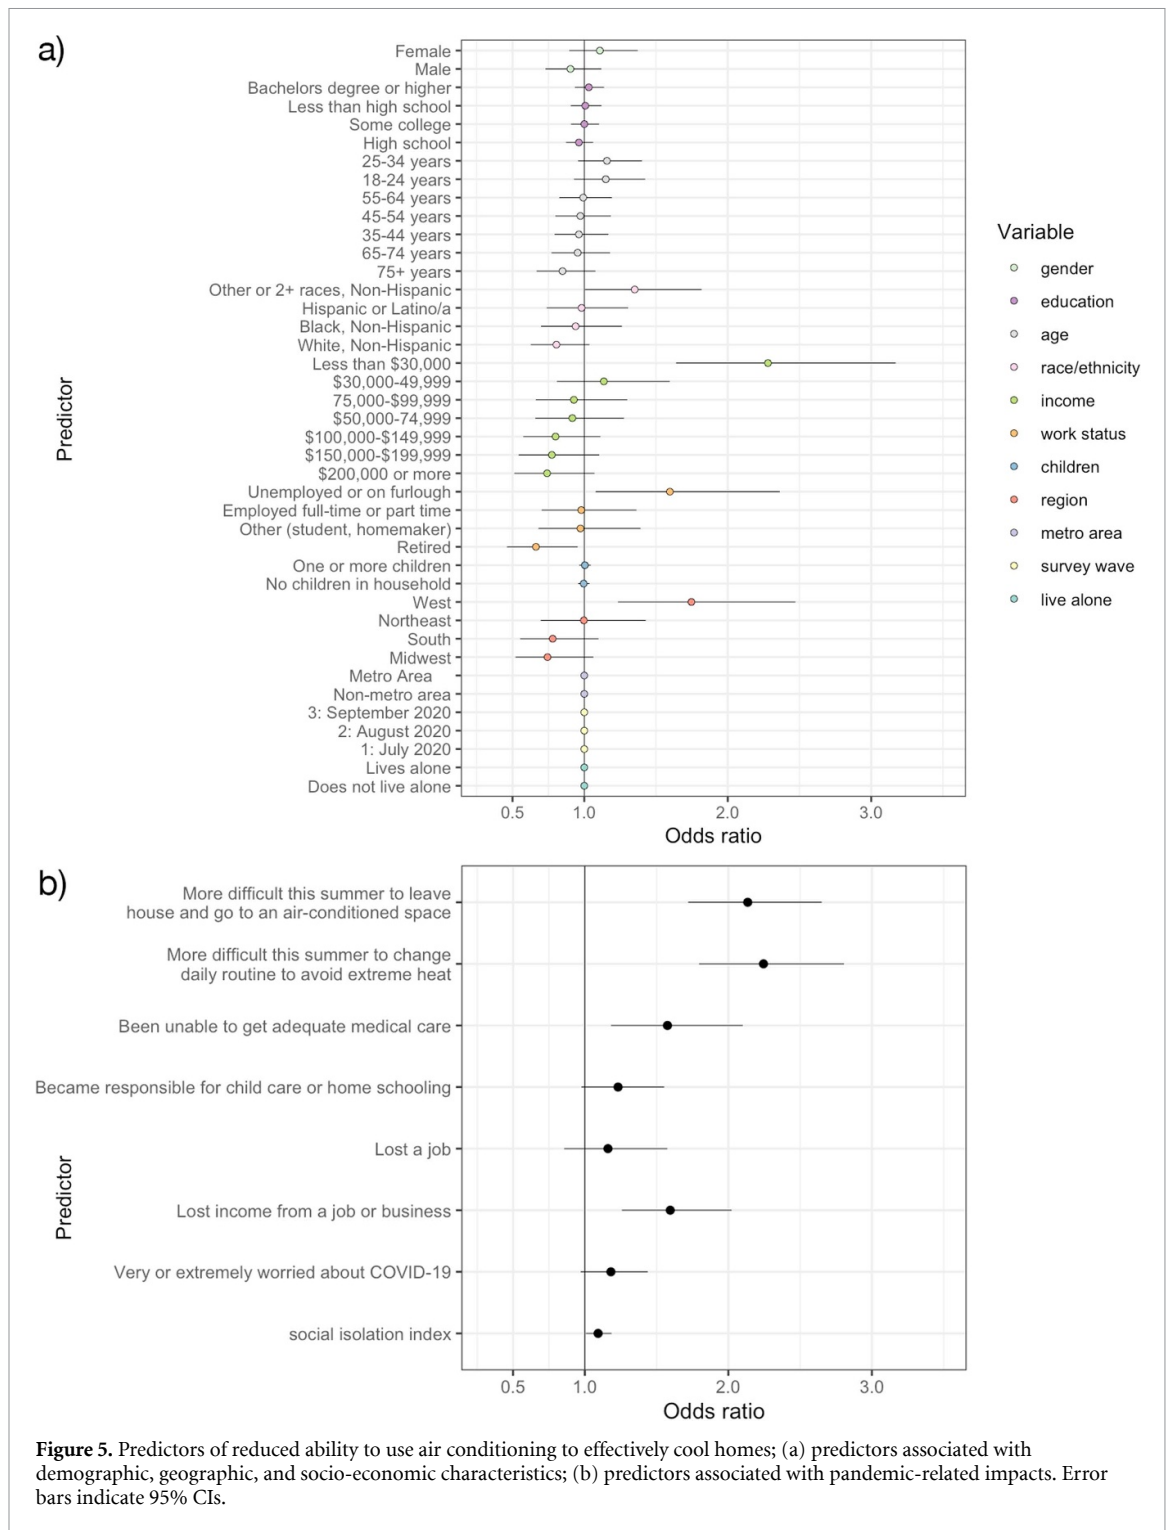 a)
Predictor
Female
Male
Bachelors degree or higher
Less than high school
Some college
High school
25-34 years
18-24 years
55-64 years
45-54 years
35-44 years
65-74 years
75+ years
Other or 2+ races, Non-Hispanic
Hispanic or Latino/a
Black, Non-Hispanic
White, Non-Hispanic
Less than $30,000
$30,000-49,999
75,000-$99,999
$50,000-74,999
$100,000-$149,999
$150,000-$199,999
$200,000 or more
Unemployed or on furlough
Employed full-time or part time
Other (student, homemaker)
Retired
One or more children
No children in household
West
Northeast
South
Midwest
Metro Area
Non-metro area
3: September 2020
2: August 2020
1: July 2020
Lives alone
Does not live alone
0.5 1.0 2.0 3.0
Odds ratio
Variable
gender
education
age
race/ethnicity
income
work status
children
region
metro area
survey wave
live alone
b)
Predictor
More difficult this summer to leave
house and go to an air-conditioned space
More difficult this summer to change
daily routine to avoid extreme heat
Been unable to get adequate medical care
Became responsible for child care or home schooling
Lost a job
Lost income from a job or business
Very or extremely worried about COVID-19
social isolation index
0.5 1.0 2.0 3.0
Odds ratio
Figure 5. Predictors of reduced ability to use air conditioning to effectively cool homes; (a) predictors associated with
demographic, geographic, and socio-economic characteristics; (b) predictors associated with pandemic-related impacts. Error
bars indicate 95% CIs.